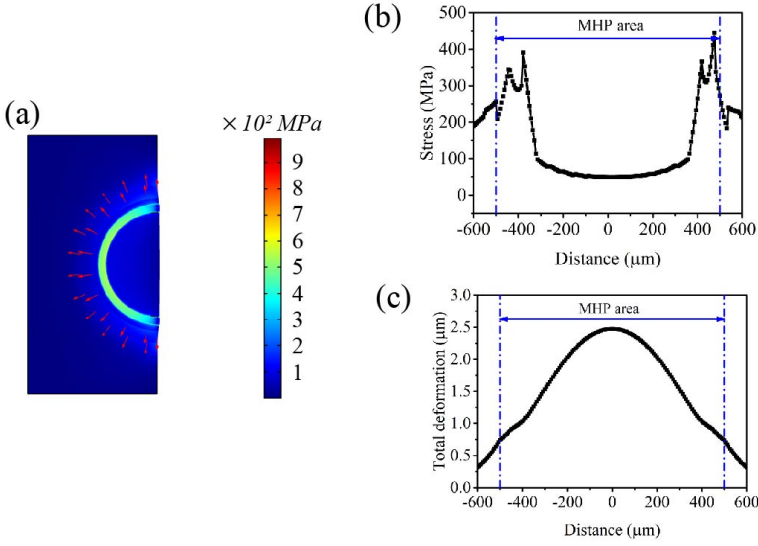 (a)
× 10² MPa
9
8
7
6
5
4
3
2
1
(b)
MHP area
500
400
300
200
100
0
Stress (MPa)
-600 -400 -200 0 200 400 600
Distance (μm)
(c)
MHP area
3.0
2.5
2.0
1.5
1.0
0.5
0.0
Total deformation (μm)
-600 -400 -200 0 200 400 600
Distance (μm)